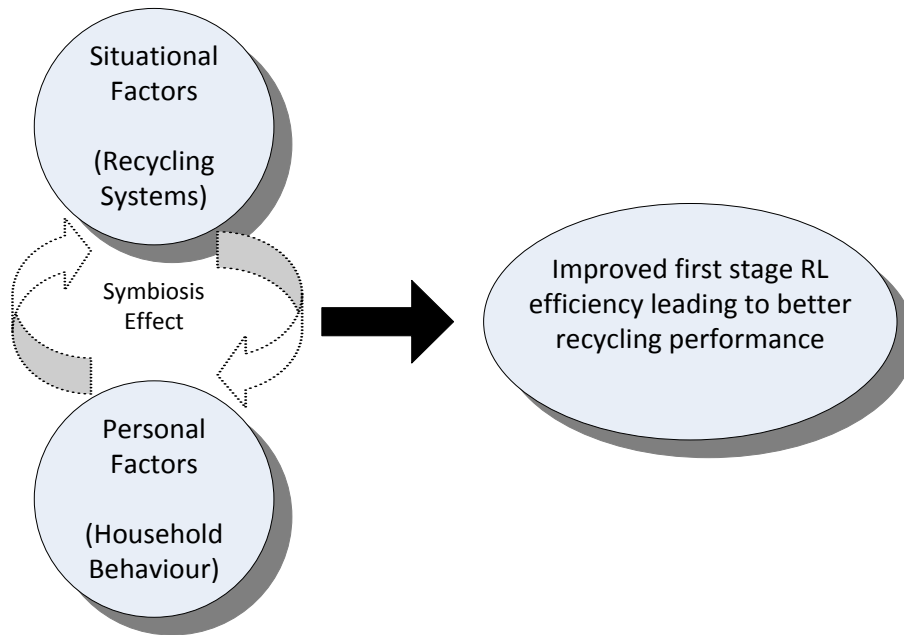 Situational
Factors
(Recycling
Systems)
Symbiosis
Effect
Personal
Factors
(Household
Behaviour)
Improved first stage RL
efficiency leading to better
recycling performance